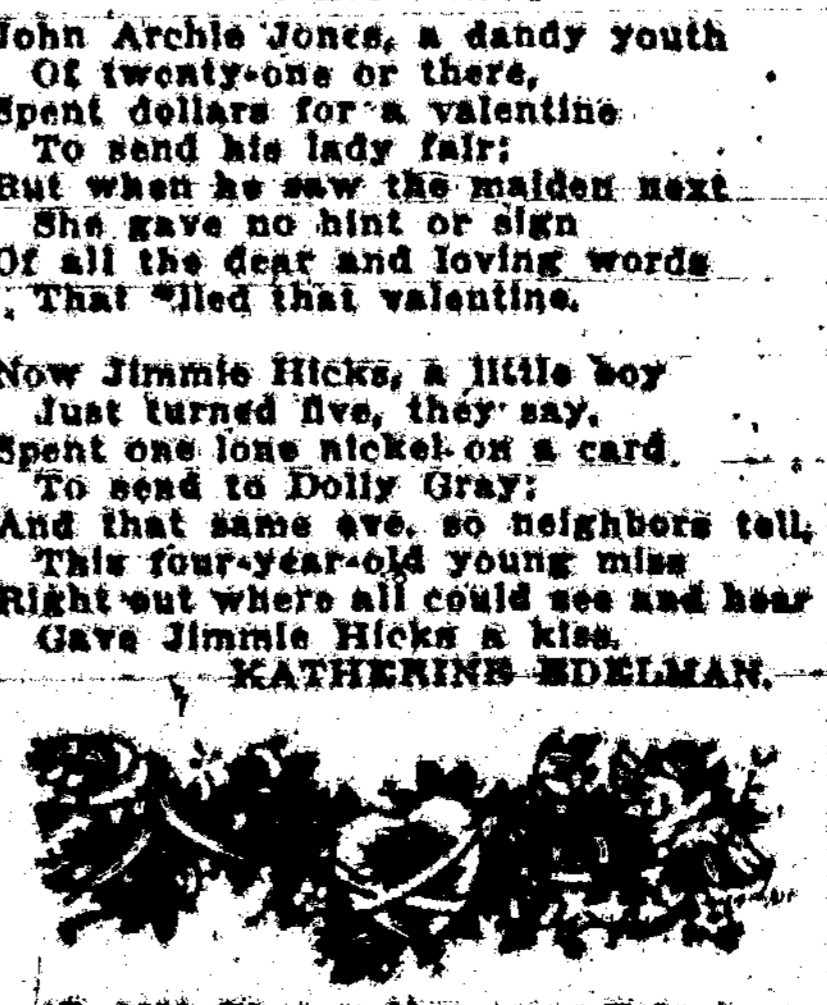 John Archie Jones, a dandy youth
Of twenty-one or there,
Spent dollars for a valentine
To send his lady fair;
But when he saw the maiden next
She gave no hint or sign
Of all the dear and loving words
That filled that valentine.
Now Jimmie Hicks, a little boy
Just turned five, they say,
Spent one lone nickel on a card
To send to Dolly Gray;
And that same eve, so neighbors tell,
This four-year-old young miss
Right out where all could see and hear
Gave Jimmie Hicks a kiss.
KATHERINE EDELMAN.